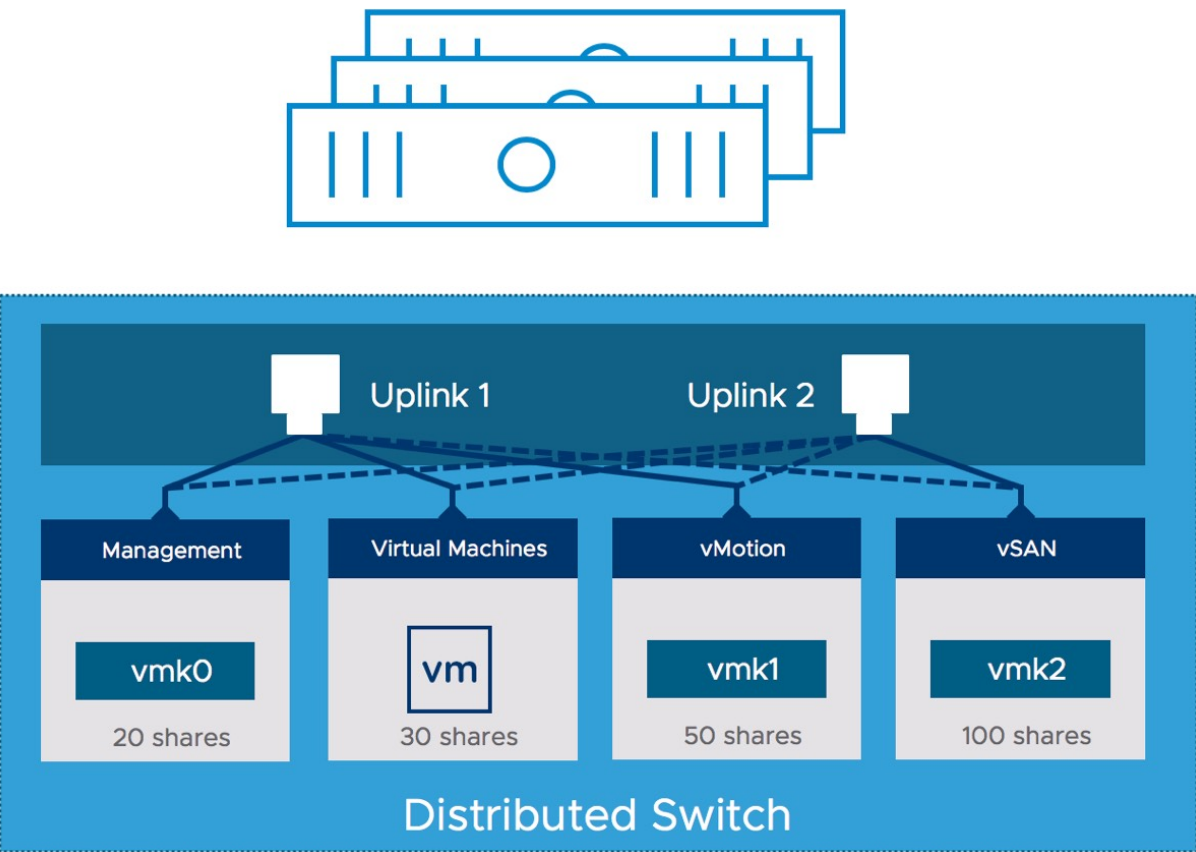 Uplink 1
Uplink 2
Management
Virtual Machines
vMotion
vSAN
vmk0
vm
vmk1
vmk2
20 shares
30 shares
50 shares
100 shares
Distributed Switch